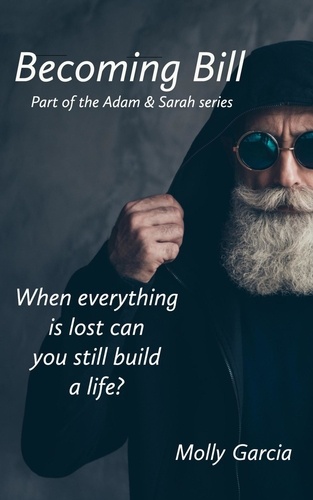 Becoming Bill
Part of the Adam & Sarah series
When everything
is lost can
you still build
a life?
Molly Garcia